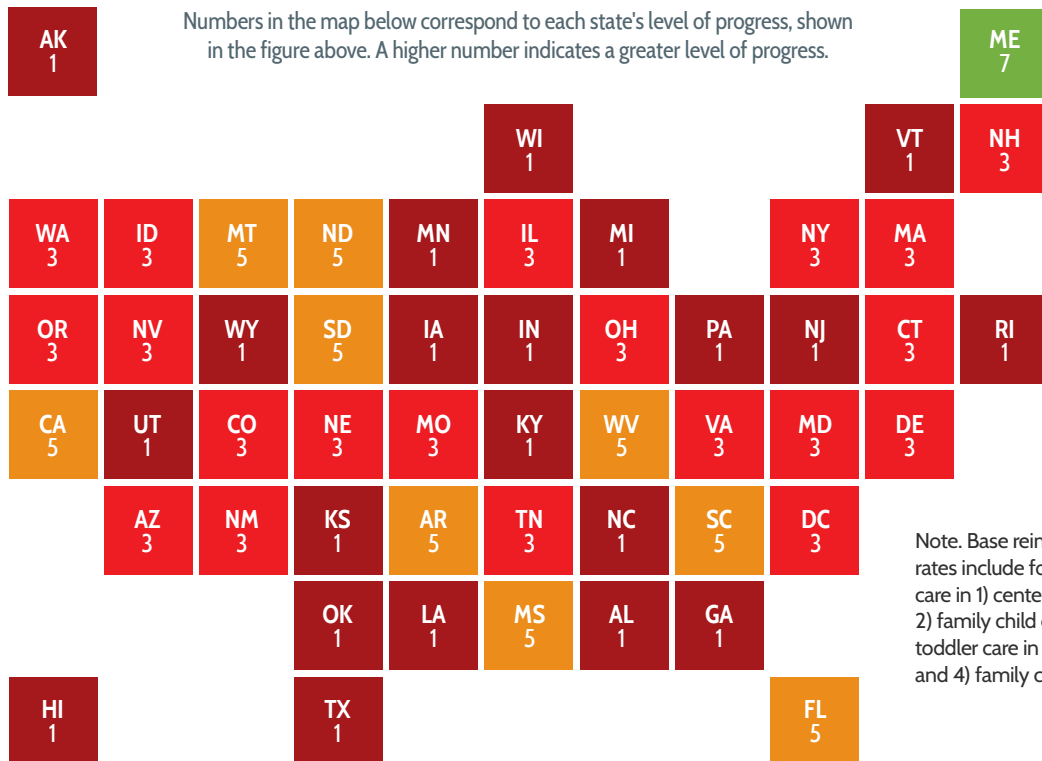 Numbers in the map below correspond to each state's level of progress, shown
in the figure above. A higher number indicates a greater level of progress.
AK
1
ME
7
WI
1
VT
1
NH
3
WA
3
ID
3
MT
5
ND
5
MN
1
IL
3
MI
1
NY
3
MA
3
OR
3
NV
3
WY
1
SD
5
IA
1
IN
1
OH
3
PA
1
NJ
1
CT
3
RI
1
CA
5
UT
1
CO
3
NE
3
MO
3
KY
1
WV
5
VA
3
MD
3
DE
3
AZ
3
NM
3
KS
1
AR
5
TN
3
NC
1
SC
5
DC
3
OK
1
LA
1
MS
5
AL
1
GA
1
HI
1
TX
1
FL
5
Note. Base rein
rates include fo
care in 1) cente
2) family child
toddler care in
and 4) family c